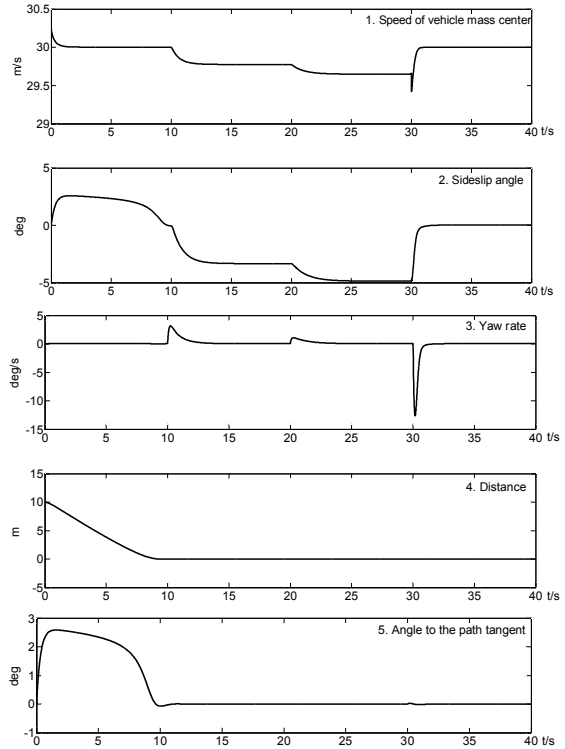 30.5
1. Speed of vehicle mass center
30
m/s
29.5
29
0 5 10 15 20 25 30 35 40 t/s
5
2. Sideslip angle
deg
0
-5
0 5 10 15 20 25 30 35 40 t/s
5
3. Yaw rate
0
deg/s
-5
-10
-15
0 5 10 15 20 25 30 35 40 t/s
15
4. Distance
10
m
5
0
-5
0 5 10 15 20 25 30 35 40 t/s
3
5. Angle to the path tangent
2
deg
1
0
-1
0 5 10 15 20 25 30 35 40 t/s